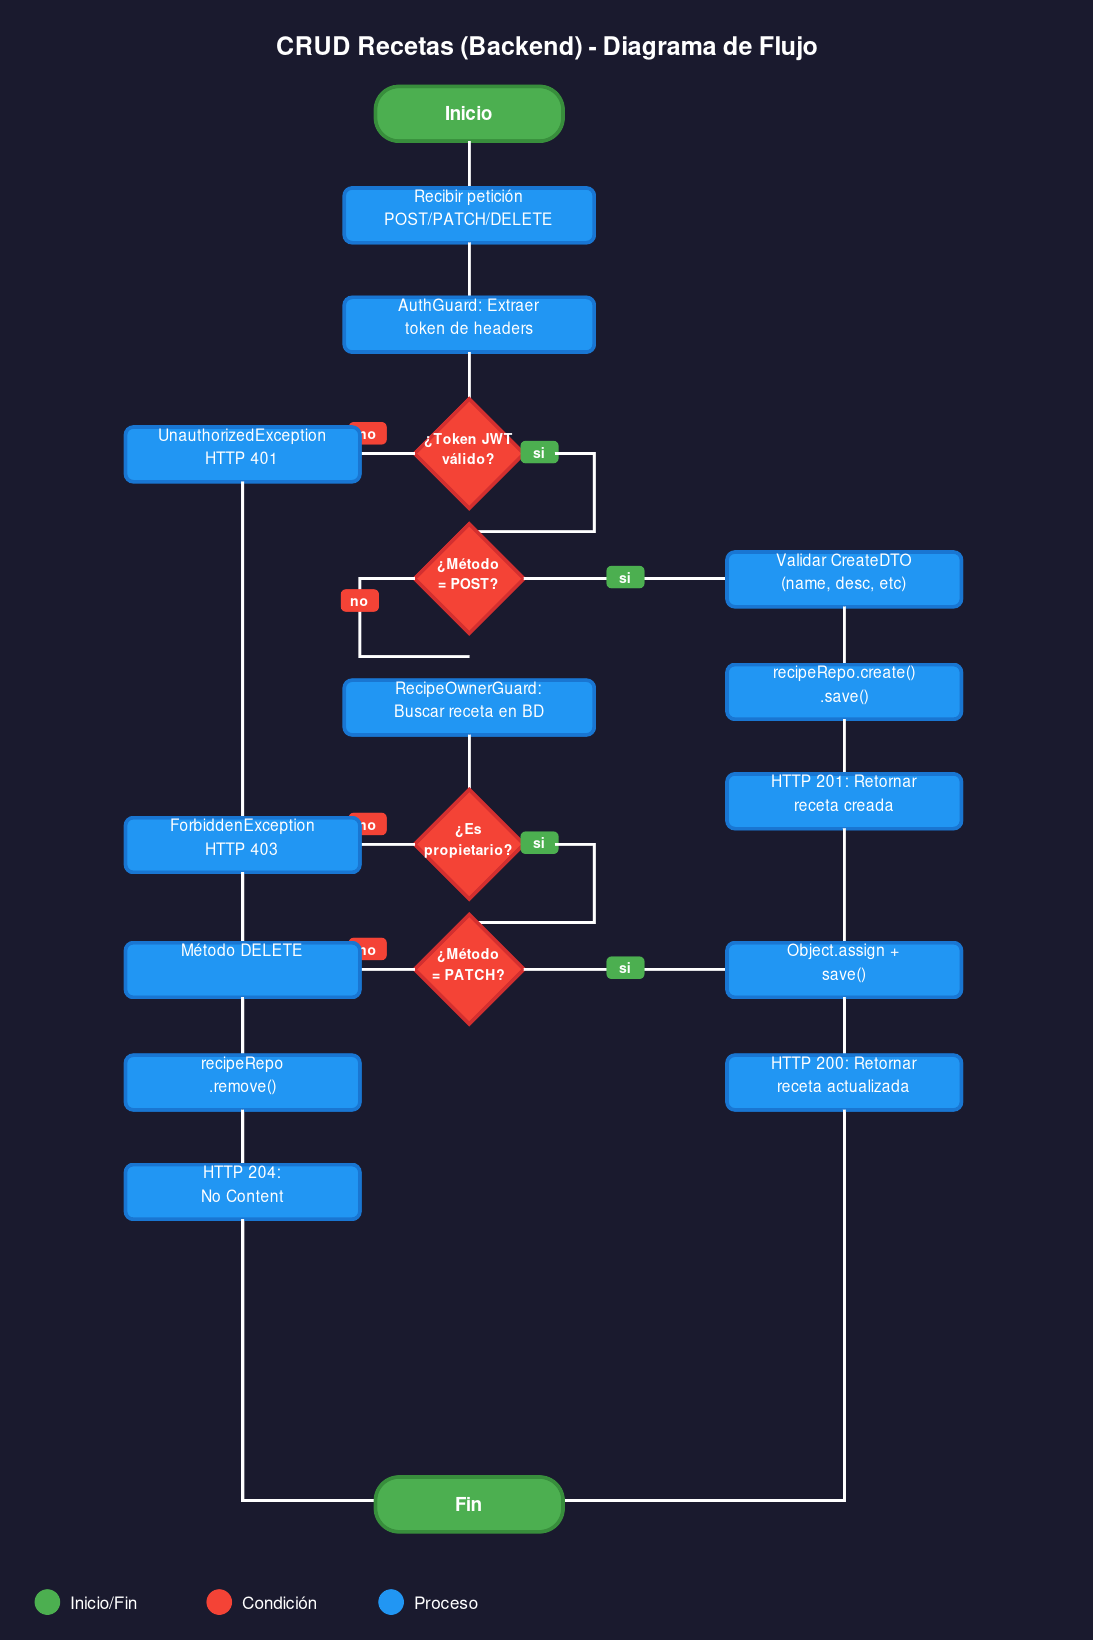 CRUD Recetas (Backend) - Diagrama de Flujo
Inicio
Recibir petición
POST/PATCH/DELETE
AuthGuard: Extraer
token de headers
¿Token JWT
válido?
no
si
UnauthorizedException
HTTP 401
¿Método
= POST?
si
no
Validar CreateDTO
(name, desc, etc)
recipeRepo.create()
.save()
HTTP 201: Retornar
receta creada
RecipeOwnerGuard:
Buscar receta en BD
¿Es
propietario?
no
si
ForbiddenException
HTTP 403
¿Método
= PATCH?
no
si
Método DELETE
Object.assign +
save()
recipeRepo
.remove()
HTTP 200: Retornar
receta actualizada
HTTP 204:
No Content
Fin
Inicio/Fin
Condición
Proceso